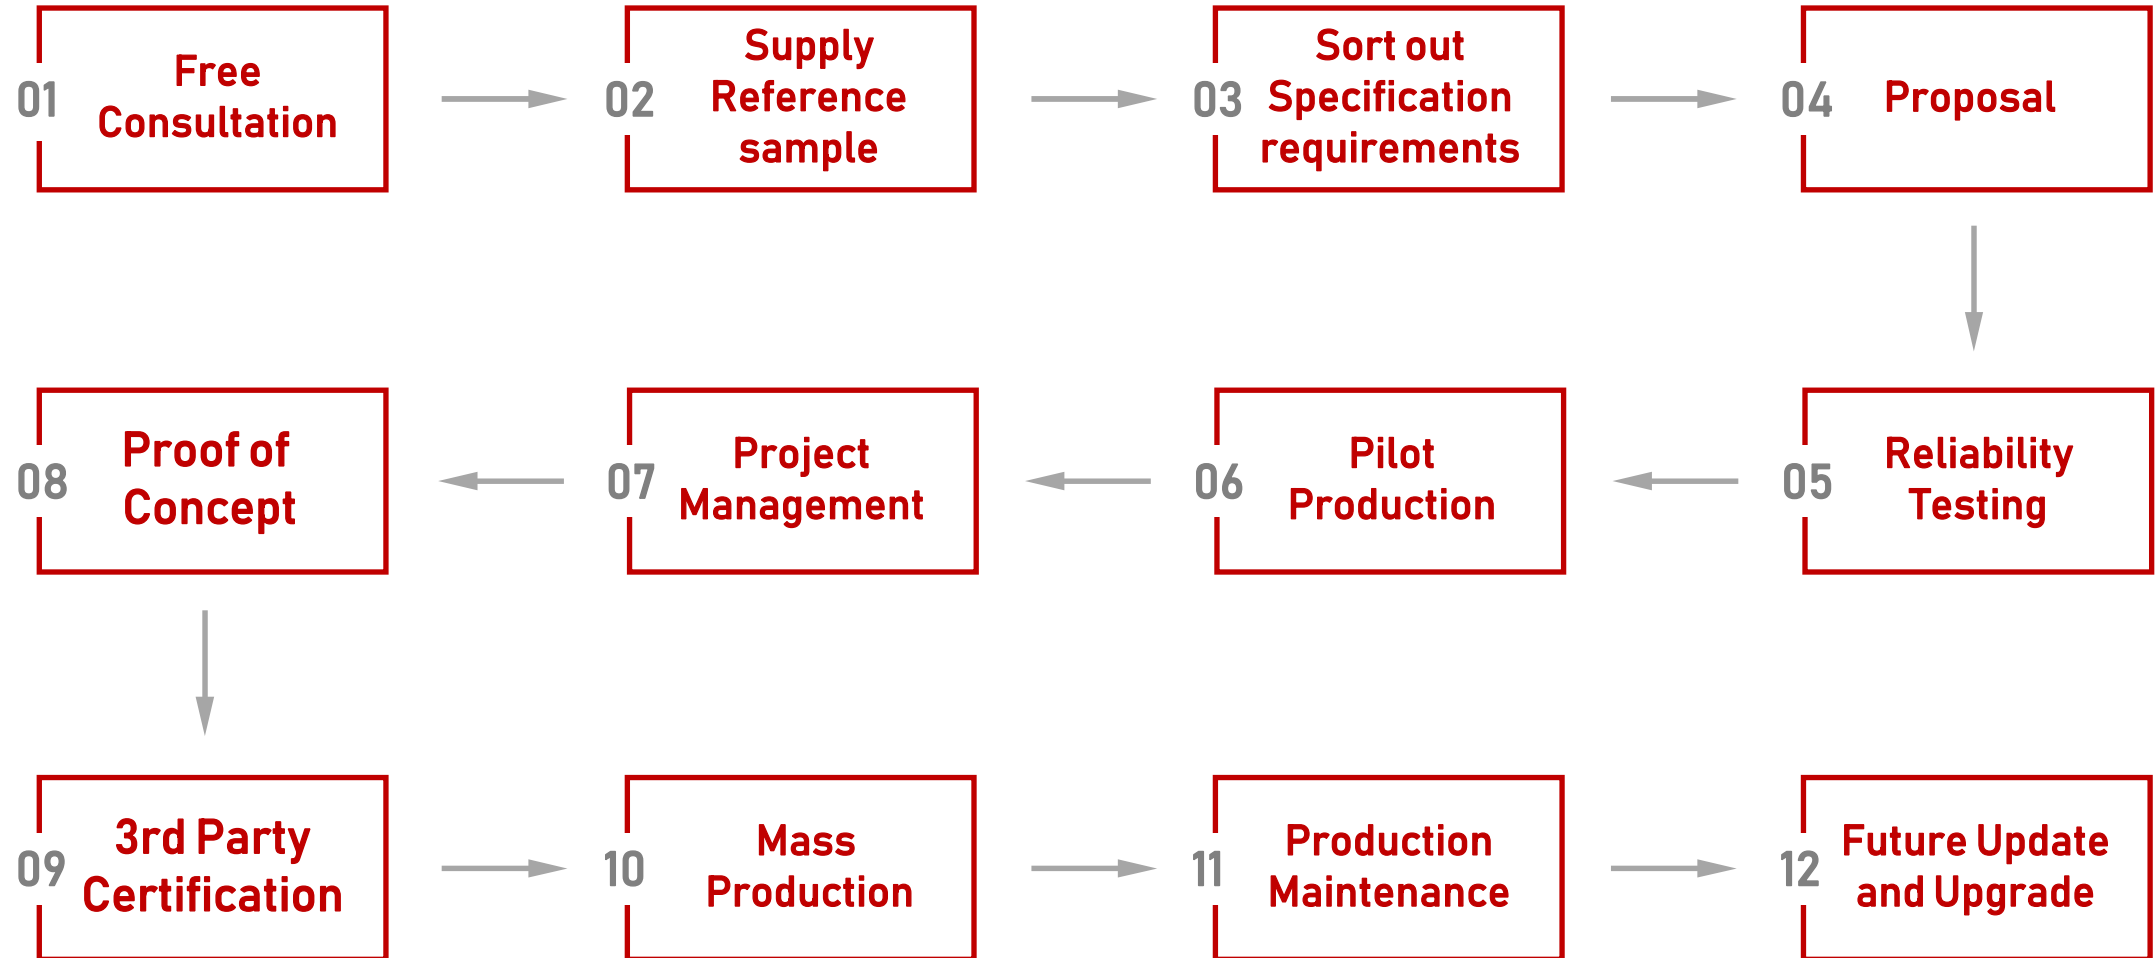 01
Free
Consultation
02
Supply
Reference
sample
03
Sort out
Specification
requirements
04
Proposal
05
Reliability
Testing
06
Pilot
Production
07
Project
Management
08
Proof of
Concept
09
3rd Party
Certification
10
Mass
Production
11
Production
Maintenance
12
Future Update
and Upgrade